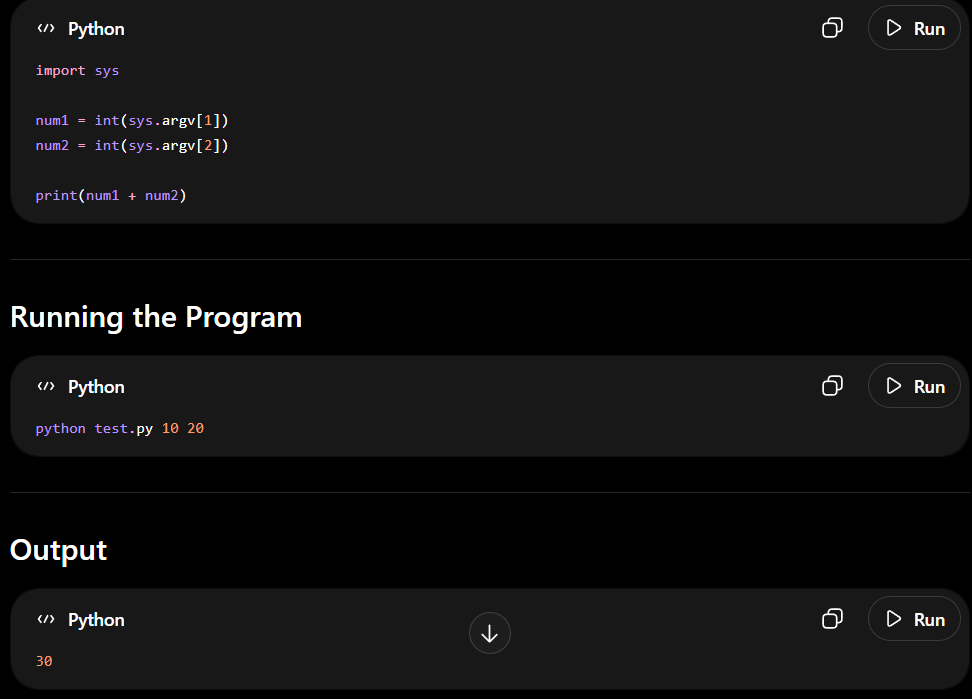 Python
Run
import sys
num1 = int(sys.argv[1])
num2 = int(sys.argv[2])
print(num1 + num2)
Running the Program
Python
Run
python test.py 10 20
Output
Python
Run
30